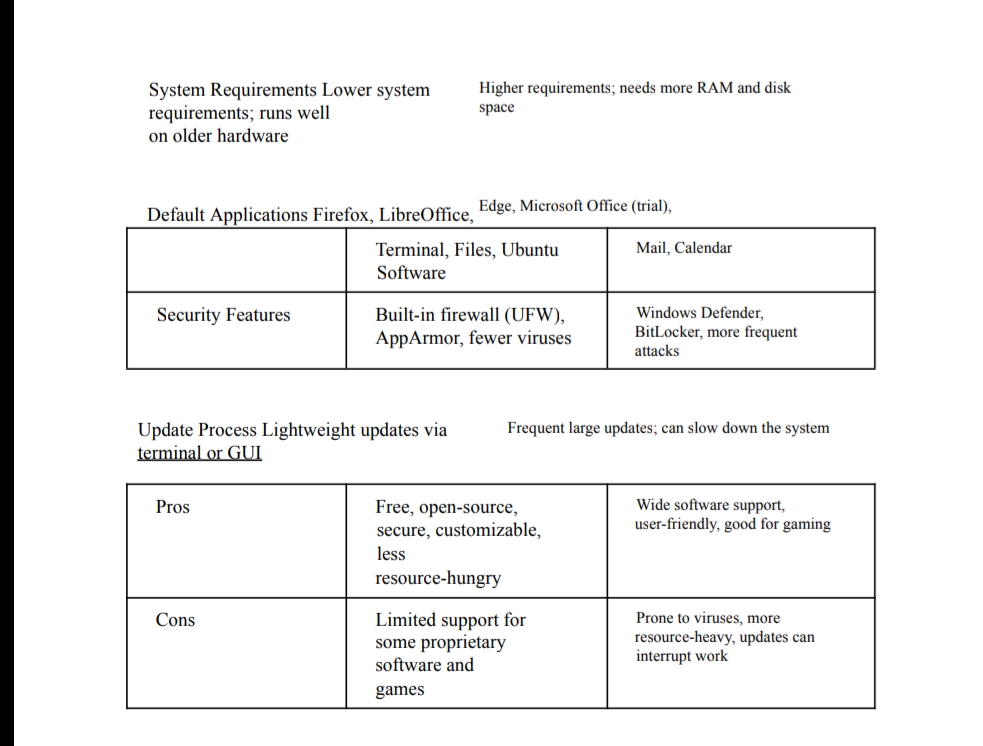 System Requirements Lower system
requirements; runs well
on older hardware
Higher requirements; needs more RAM and disk
space
Default Applications Firefox, LibreOffice,
Edge, Microsoft Office (trial),
Terminal, Files, Ubuntu
Software
Mail, Calendar
Security Features
Built-in firewall (UFW),
AppArmor, fewer viruses
Windows Defender,
BitLocker, more frequent
attacks
Update Process Lightweight updates via
terminal or GUI
Frequent large updates; can slow down the system
Pros
Free, open-source,
secure, customizable,
less
resource-hungry
Wide software support,
user-friendly, good for gaming
Cons
Limited support for
some proprietary
software and
games
Prone to viruses, more
resource-heavy, updates can
interrupt work